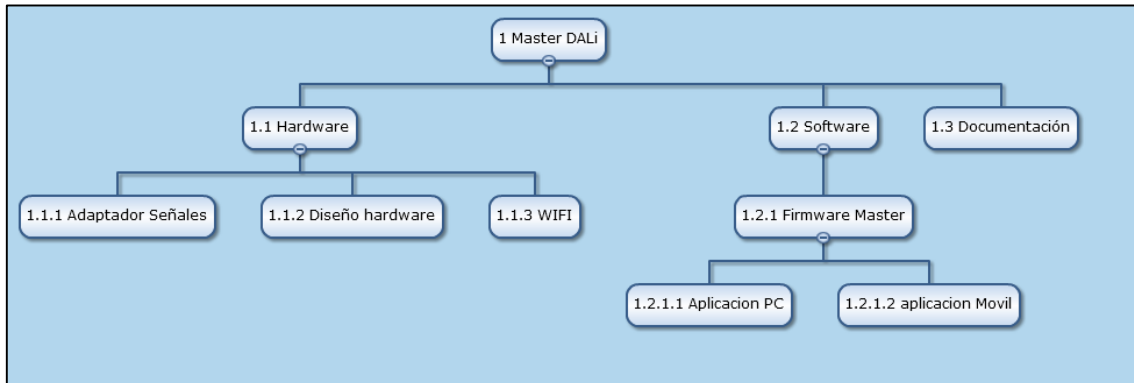 1 Master DALi
1.1 Hardware
1.2 Software
1.3 Documentación
1.1.1 Adaptador Señales
1.1.2 Diseño hardware
1.1.3 WIFI
1.2.1 Firmware Master
1.2.1.1 Aplicacion PC
1.2.1.2 aplicacion Movil